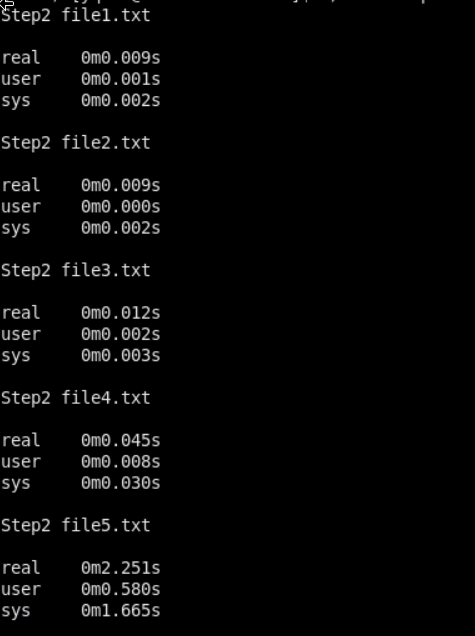 Step2 file1.txt
real 0m0.009s
user 0m0.001s
sys 0m0.002s
Step2 file2.txt
real 0m0.009s
user 0m0.000s
sys 0m0.002s
Step2 file3.txt
real 0m0.012s
user 0m0.002s
sys 0m0.003s
Step2 file4.txt
real 0m0.045s
user 0m0.008s
sys 0m0.030s
Step2 file5.txt
real 0m2.251s
user 0m0.580s
sys 0m1.665s